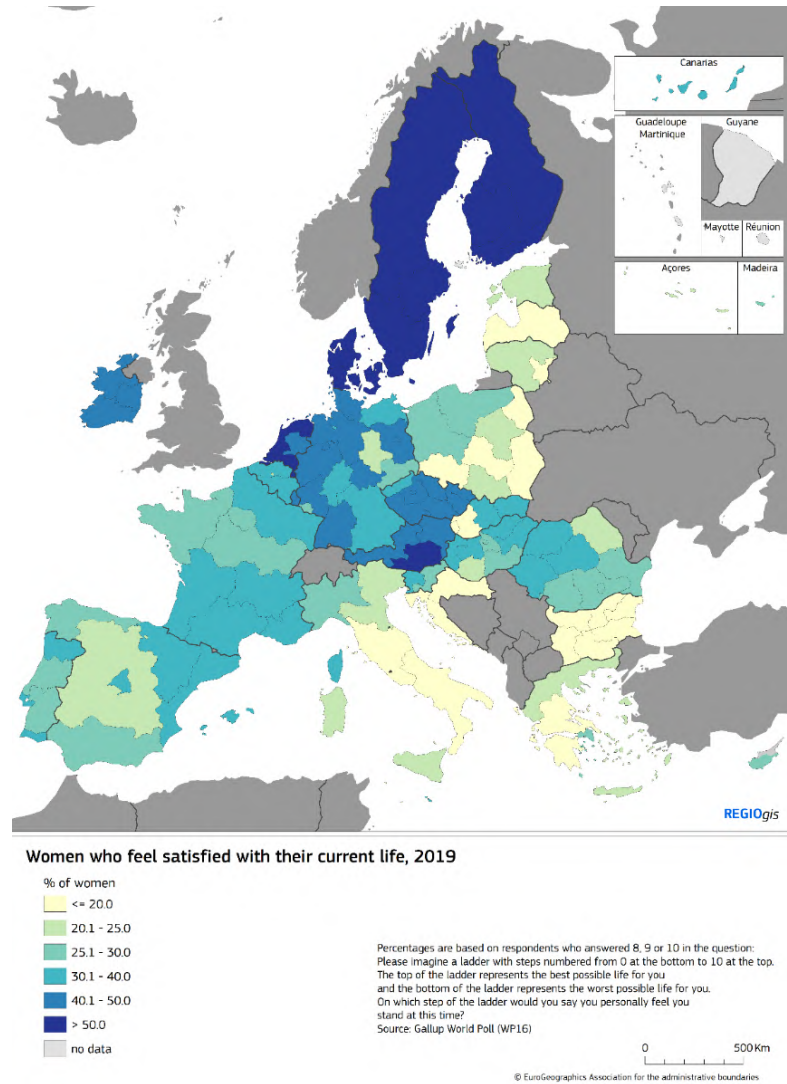 Canarias
Guadeloupe
Martinique
Guyane
Mayotte
Réunion
Açores
Madeira
REGIOgis
Women who feel satisfied with their current life, 2019
% of women
<= 20.0
20.1 - 25.0
25.1 - 30.0
30.1 - 40.0
40.1 - 50.0
> 50.0
no data
Percentages are based on respondents who answered 8, 9 or 10 in the question:
Please imagine a ladder with steps numbered from 0 at the bottom to 10 at the top.
The top of the ladder represents the best possible life for you
and the bottom of the ladder represents the worst possible life for you.
On which step of the ladder would you say you personally feel you
stand at this time?
Source: Gallup World Poll (WP16)
0 500 Km
© EuroGeographics Association for the administrative boundaries